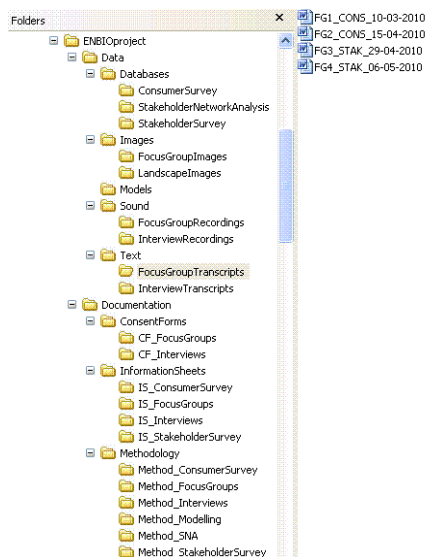 Folders
ENBIOproject
Data
Databases
ConsumerSurvey
StakeholderNetworkAnalysis
StakeholderSurvey
Images
FocusGroupImages
LandscapeImages
Models
Sound
FocusGroupRecordings
InterviewRecordings
Text
FocusGroupTranscripts
InterviewTranscripts
Documentation
ConsentForms
CF_FocusGroups
CF_Interviews
InformationSheets
IS_ConsumerSurvey
IS_FocusGroups
IS_Interviews
IS_StakeholderSurvey
Methodology
Method_ConsumerSurvey
Method_FocusGroups
Method_Interviews
Method_Modelling
Method_SNA
Method_StakeholderSurvey
FG1_CONS_10-03-2010
FG2_CONS_15-04-2010
FG3_STAK_29-04-2010
FG4_STAK_06-05-2010